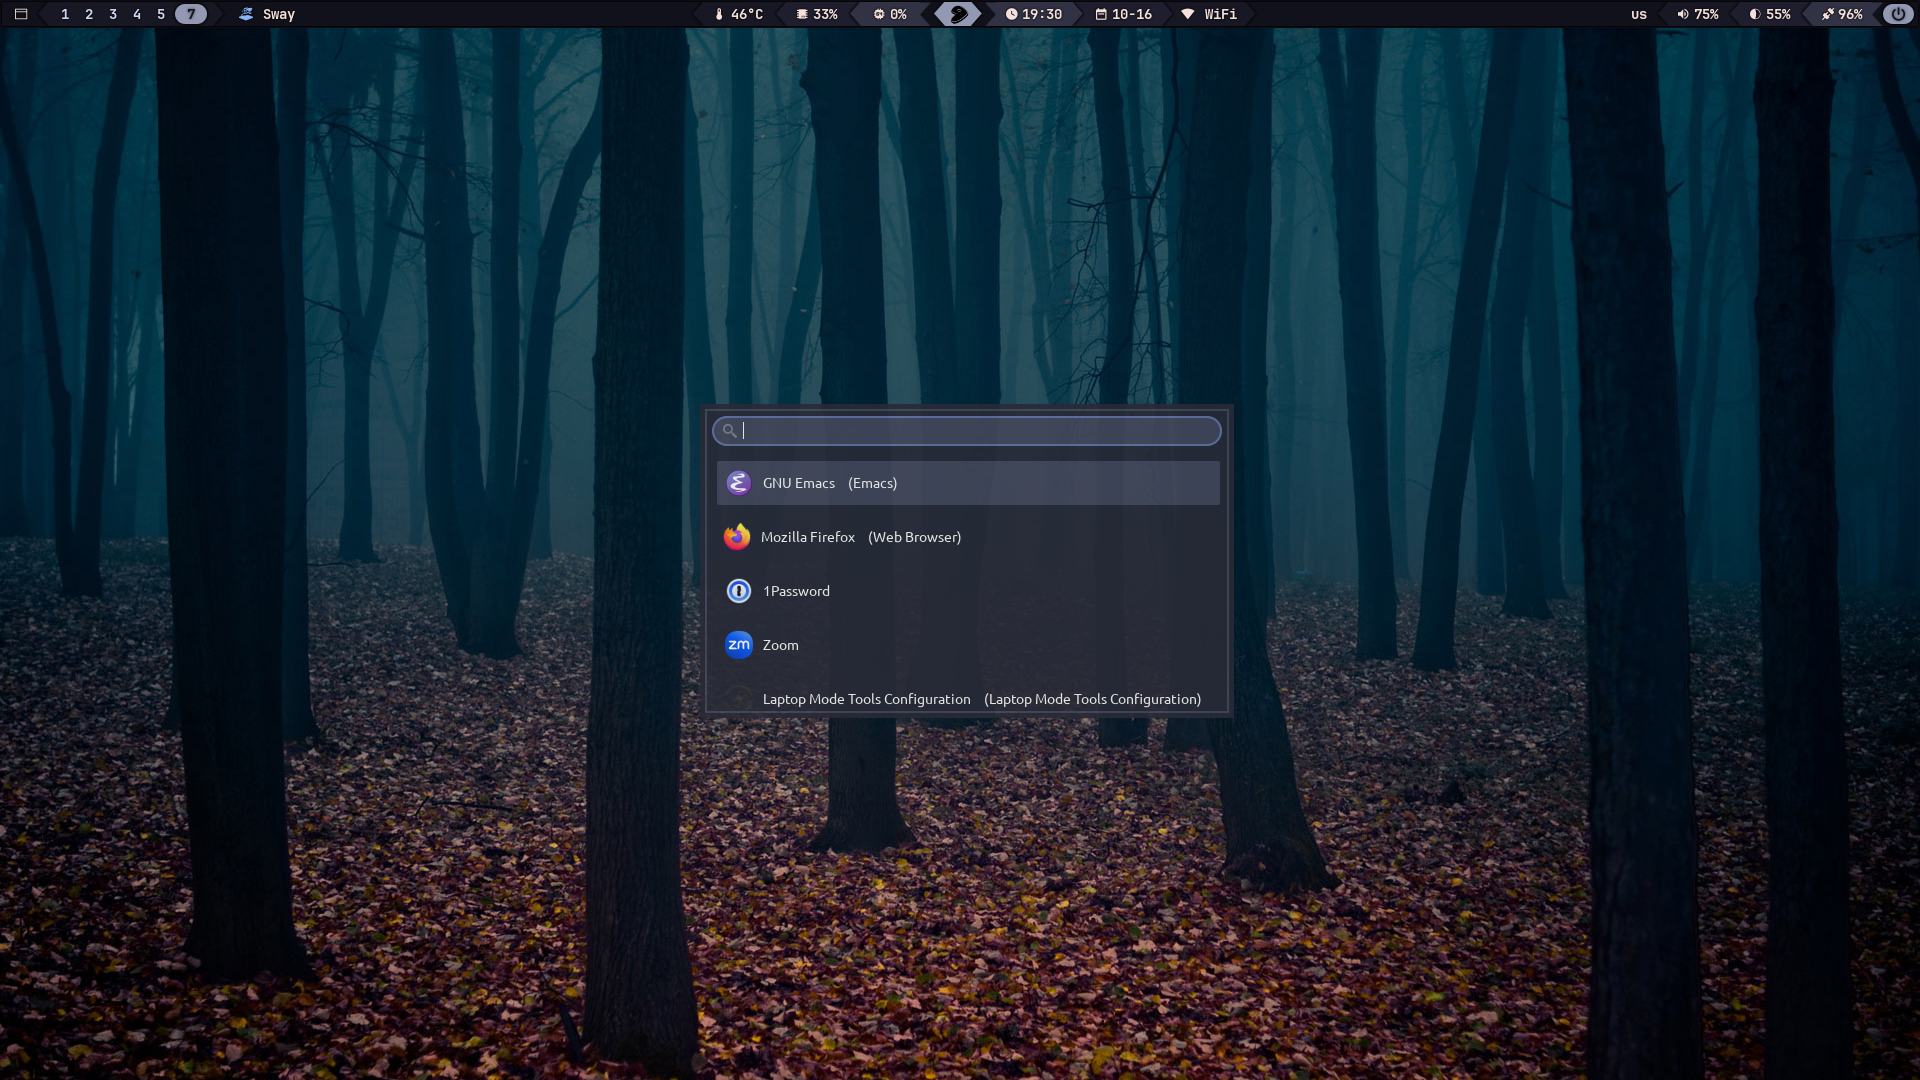 1 2 3 4 5 7 Sway 46°C 33% 0% 19:30 10-16 WiFi us 75% 55% 96%
GNU Emacs (Emacs)
Mozilla Firefox (Web Browser)
1Password
zm Zoom
Laptop Mode Tools Configuration (Laptop Mode Tools Configuration)